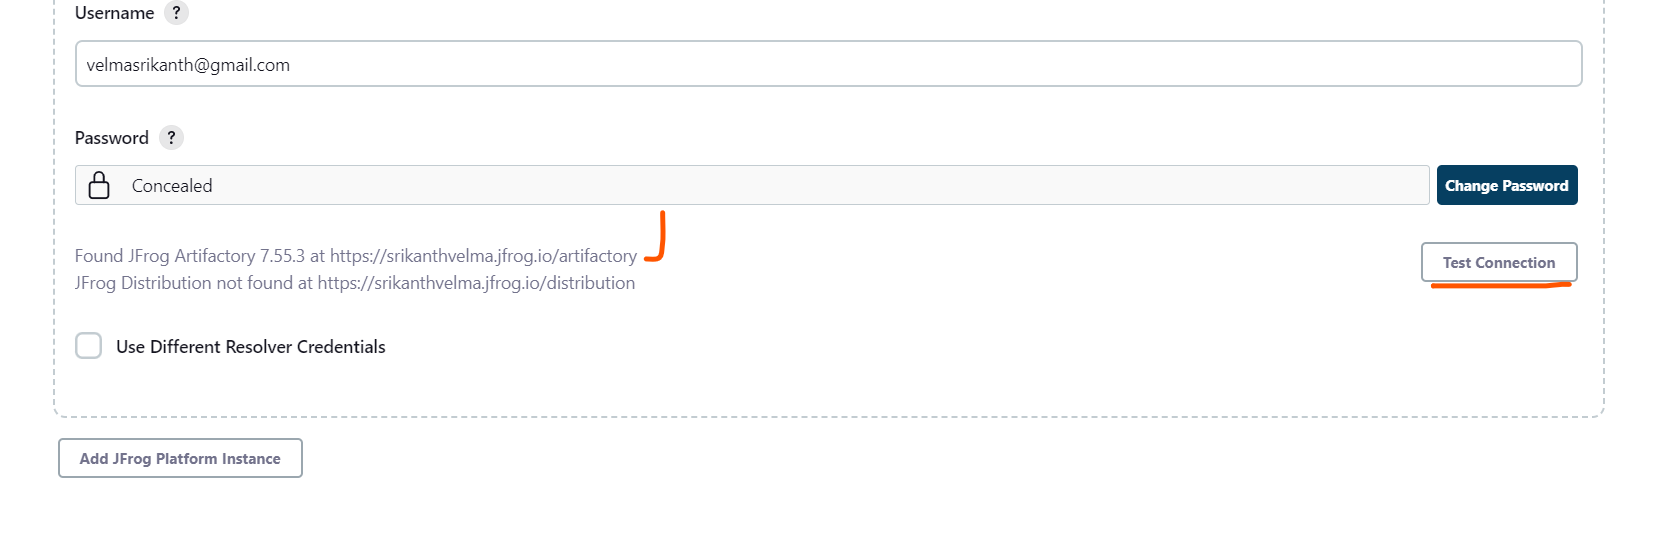 Username ?
velmasrikanth@gmail.com
Password ?
Concealed
Change Password
Found JFrog Artifactory 7.55.3 at https://srikanthvelma.jfrog.io/artifactory
JFrog Distribution not found at https://srikanthvelma.jfrog.io/distribution
Test Connection
Use Different Resolver Credentials
Add JFrog Platform Instance